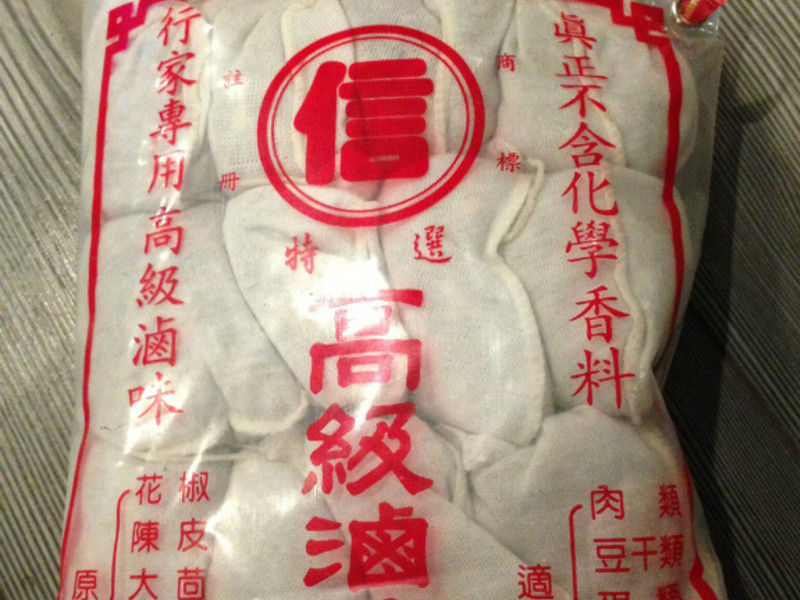 真正不含化學香料
信
商標
註冊
特選
高級滷
行家專用高級滷味
適
肉類
豆干類
原
花椒
陳皮
大茴